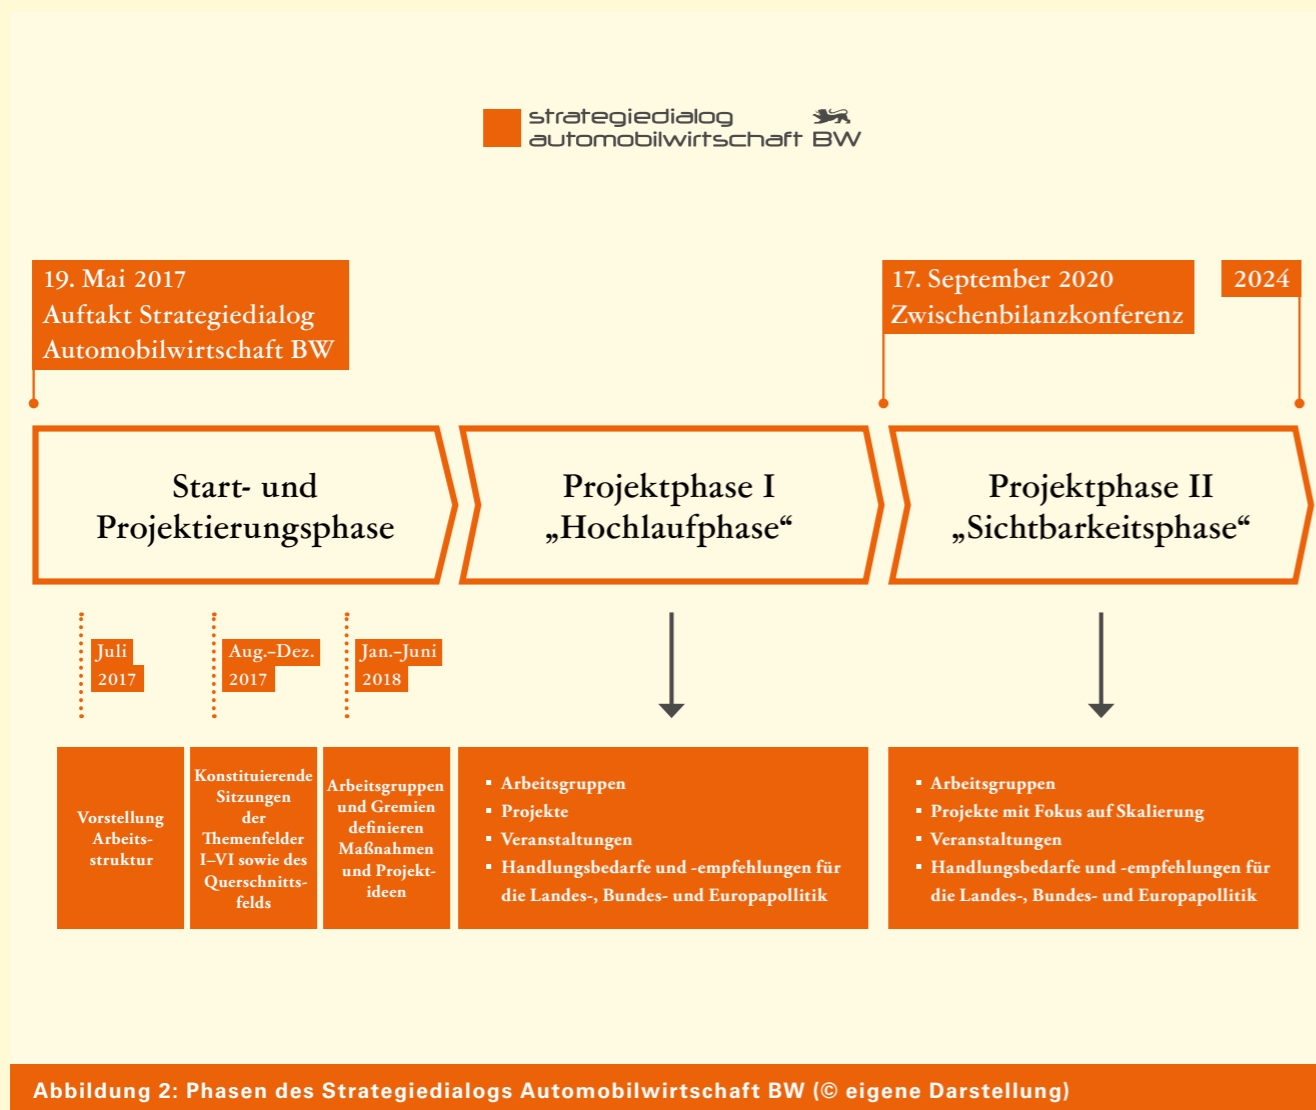 strategiedialog
automobilwirtschaft BW
19. Mai 2017
Auftakt Strategiedialog
Automobilwirtschaft BW
17. September 2020
Zwischenbilanzkonferenz
2024
Start- und
Projektierungsphase
Projektphase I
„Hochlaufphase“
Projektphase II
„Sichtbarkeitsphase“
Juli
2017
Aug.–Dez.
2017
Jan.–Juni
2018
Vorstellung
Arbeits-
struktur
Konstituierende
Sitzungen
der
Themenfelder
I–VI sowie des
Querschnitts-
felds
Arbeitsgruppen
und Gremien
definieren
Maßnahmen
und Projekt-
ideen
▪ Arbeitsgruppen
▪ Projekte
▪ Veranstaltungen
▪ Handlungsbedarfe und -empfehlungen für
die Landes-, Bundes- und Europapollitik
▪ Arbeitsgruppen
▪ Projekte mit Fokus auf Skalierung
▪ Veranstaltungen
▪ Handlungsbedarfe und -empfehlungen für
die Landes-, Bundes- und Europapollitik
Abbildung 2: Phasen des Strategiedialogs Automobilwirtschaft BW (© eigene Darstellung)